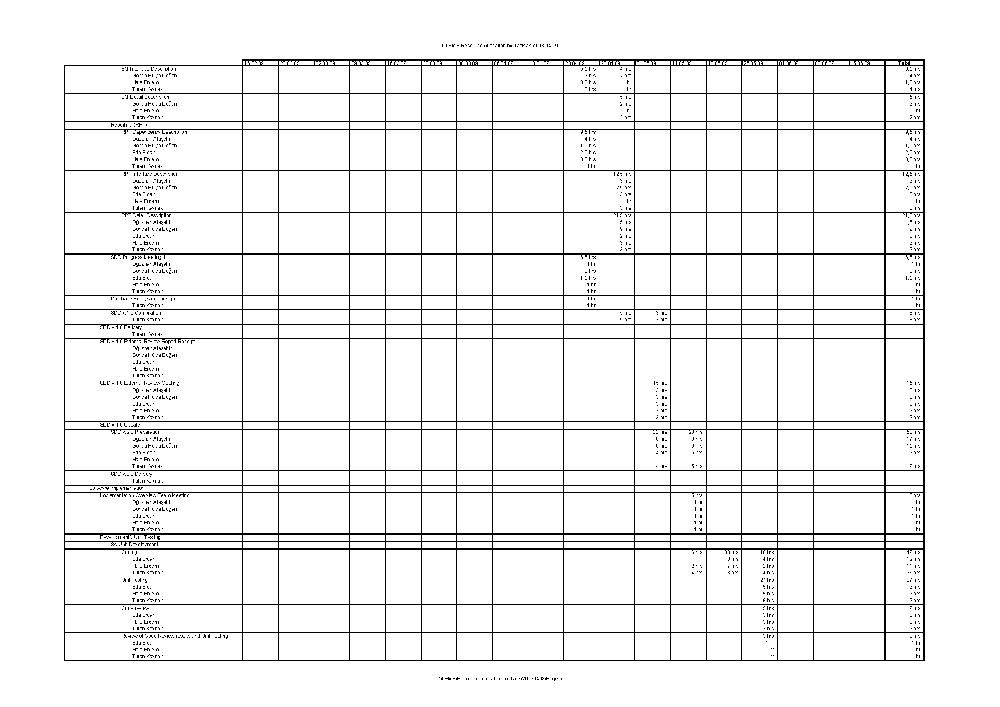 OLEMS Resource Allocation by Task as of 08.04.09
16.02.09 23.02.09 02.03.09 09.03.09 16.03.09 23.03.09 30.03.09 06.04.09 13.04.09 20.04.09 27.04.09 04.05.09 11.05.09 18.05.09 25.05.09 01.06.09 08.06.09 15.06.09 Total
SM Interface Description 5,5 hrs 4 hrs 9,5 hrs
Gonca Hülya Doğan 2 hrs 2 hrs 4 hrs
Hale Erdem 0,5 hrs 1 hr 1,5 hrs
Tufan Kaynak 3 hrs 1 hr 4 hrs
SM Detail Description 5 hrs 5 hrs
Gonca Hülya Doğan 2 hrs 2 hrs
Hale Erdem 1 hr 1 hr
Tufan Kaynak 2 hrs 2 hrs
Reporting (RPT)
RPT Dependency Description 9,5 hrs 9,5 hrs
Oğuzhan Alaşehir 4 hrs 4 hrs
Gonca Hülya Doğan 1,5 hrs 1,5 hrs
Eda Ercan 2,5 hrs 2,5 hrs
Hale Erdem 0,5 hrs 0,5 hrs
Tufan Kaynak 1 hr 1 hr
RPT Interface Description 12,5 hrs 12,5 hrs
Oğuzhan Alaşehir 3 hrs 3 hrs
Gonca Hülya Doğan 2,5 hrs 2,5 hrs
Eda Ercan 3 hrs 3 hrs
Hale Erdem 1 hr 1 hr
Tufan Kaynak 3 hrs 3 hrs
RPT Detail Description 21,5 hrs 21,5 hrs
Oğuzhan Alaşehir 4,5 hrs 4,5 hrs
Gonca Hülya Doğan 9 hrs 9 hrs
Eda Ercan 2 hrs 2 hrs
Hale Erdem 3 hrs 3 hrs
Tufan Kaynak 3 hrs 3 hrs
SDD Progress Meeting 1 6,5 hrs 6,5 hrs
Oğuzhan Alaşehir 1 hr 1 hr
Gonca Hülya Doğan 2 hrs 2 hrs
Eda Ercan 1,5 hrs 1,5 hrs
Hale Erdem 1 hr 1 hr
Tufan Kaynak 1 hr 1 hr
Database Subsystem Design 1 hr 1 hr
Tufan Kaynak 1 hr 1 hr
SDD v.1.0 Compilation 5 hrs 3 hrs 8 hrs
Tufan Kaynak 5 hrs 3 hrs 8 hrs
SDD v.1.0 Delivery
Tufan Kaynak
SDD v.1.0 External Review Report Receipt
Oğuzhan Alaşehir
Gonca Hülya Doğan
Eda Ercan
Hale Erdem
Tufan Kaynak
SDD v.1.0 External Review Meeting 15 hrs 15 hrs
Oğuzhan Alaşehir 3 hrs 3 hrs
Gonca Hülya Doğan 3 hrs 3 hrs
Eda Ercan 3 hrs 3 hrs
Hale Erdem 3 hrs 3 hrs
Tufan Kaynak 3 hrs 3 hrs
SDD v.1.0 Update
SDD v.2.0 Preparation 22 hrs 28 hrs 50 hrs
Oğuzhan Alaşehir 8 hrs 9 hrs 17 hrs
Gonca Hülya Doğan 6 hrs 9 hrs 15 hrs
Eda Ercan 4 hrs 5 hrs 9 hrs
Hale Erdem
Tufan Kaynak 4 hrs 5 hrs 9 hrs
SDD v.2.0 Delivery
Tufan Kaynak
Software Implementation
Implementation Overview Team Meeting 5 hrs 5 hrs
Oğuzhan Alaşehir 1 hr 1 hr
Gonca Hülya Doğan 1 hr 1 hr
Eda Ercan 1 hr 1 hr
Hale Erdem 1 hr 1 hr
Tufan Kaynak 1 hr 1 hr
Development& Unit Testing
SA Unit Development
Coding 6 hrs 33 hrs 10 hrs 49 hrs
Eda Ercan 8 hrs 4 hrs 12 hrs
Hale Erdem 2 hrs 7 hrs 2 hrs 11 hrs
Tufan Kaynak 4 hrs 18 hrs 4 hrs 26 hrs
Unit Testing 27 hrs 27 hrs
Eda Ercan 9 hrs 9 hrs
Hale Erdem 9 hrs 9 hrs
Tufan Kaynak 9 hrs 9 hrs
Code review 9 hrs 9 hrs
Eda Ercan 3 hrs 3 hrs
Hale Erdem 3 hrs 3 hrs
Tufan Kaynak 3 hrs 3 hrs
Review of Code Review results and Unit Testing 3 hrs 3 hrs
Eda Ercan 1 hr 1 hr
Hale Erdem 1 hr 1 hr
Tufan Kaynak 1 hr 1 hr
OLEMS/Resource Allocation by Task/20090408/Page 5